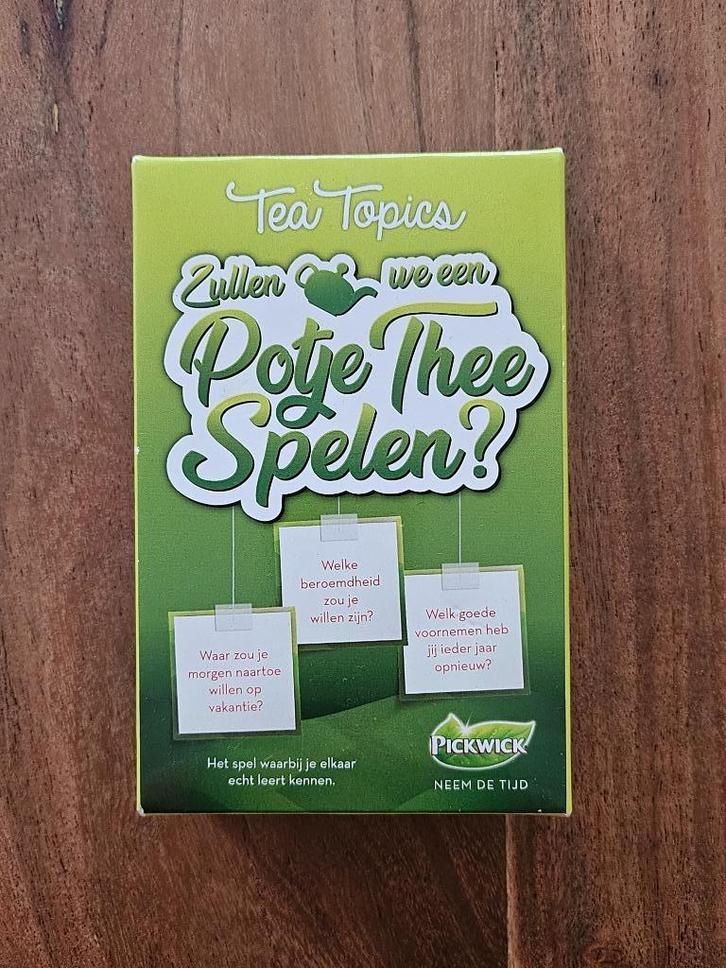 Tea Topics
Zullen we een
Potje Thee
Spelen?
Welke
beroemdheid
zou je
willen zijn?
Welk goede
voornemen heb
jij ieder jaar
opnieuw?
Waar zou je
morgen naartoe
willen op
vakantie?
Het spel waarbij je elkaar
echt leert kennen.
PICKWICK
NEEM DE TIJD